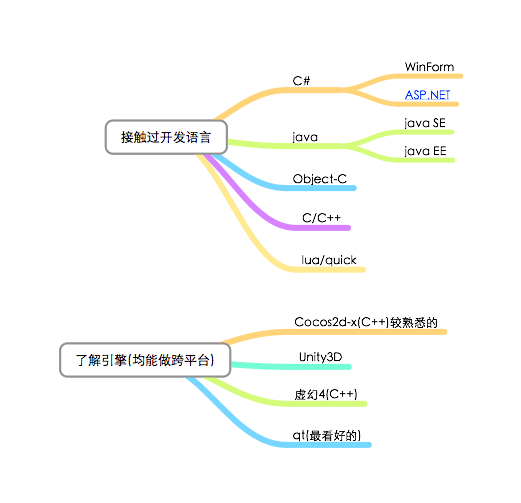 接触过开发语言
C#
WinForm
ASP.NET
java
java SE
java EE
Object-C
C/C++
lua/quick
了解引擎(均能做跨平台)
Cocos2d-x(C++)较熟悉的
Unity3D
虚幻4(C++)
qt(最看好的)